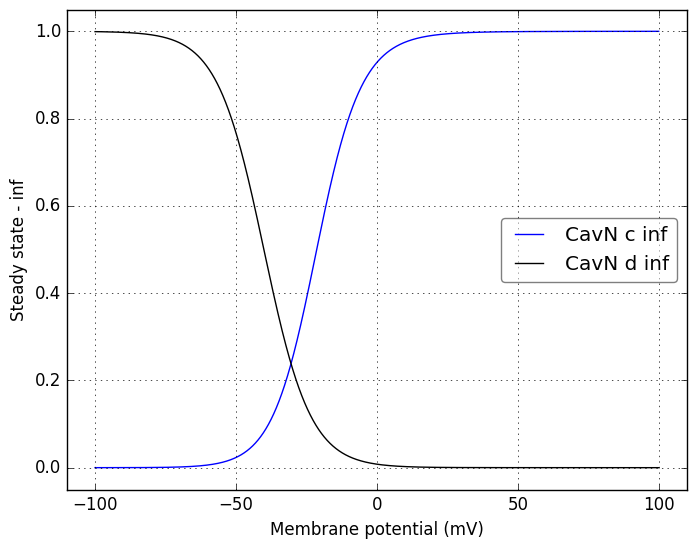 1.0
0.8
0.6
0.4
0.2
0.0
Steady state - inf
CavN c inf
CavN d inf
−100
−50
0
50
100
Membrane potential (mV)